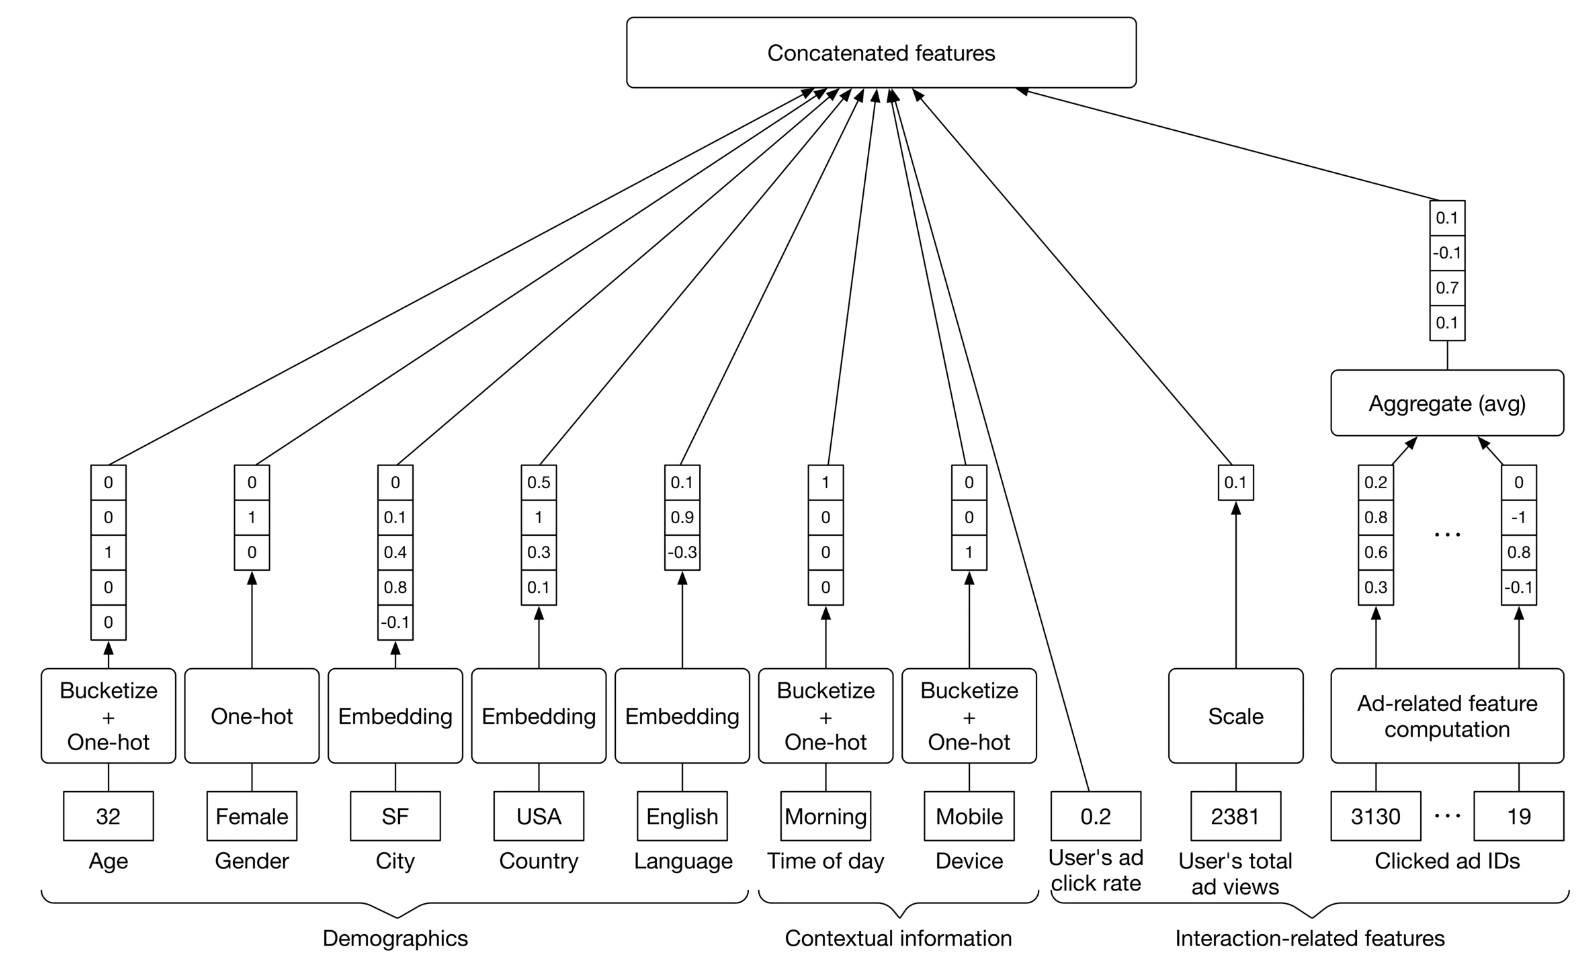 Concatenated features
0.1
-0.1
0.7
0.1
Aggregate (avg)
0
0
1
0
0
0
1
0
0
0.1
0.4
0.8
-0.1
0.5
1
0.3
0.1
0.1
0.9
-0.3
1
0
0
0
0
0
1
0.1
0.2
0.8
0.6
0.3
...
0
-1
0.8
-0.1
Bucketize
+
One-hot
One-hot
Embedding
Embedding
Embedding
Bucketize
+
One-hot
Bucketize
+
One-hot
Scale
Ad-related feature
computation
32
Female
SF
USA
English
Morning
Mobile
0.2
2381
3130
...
19
Age
Gender
City
Country
Language
Time of day
Device
User's ad
click rate
User's total
ad views
Clicked ad IDs
Demographics
Contextual information
Interaction-related features